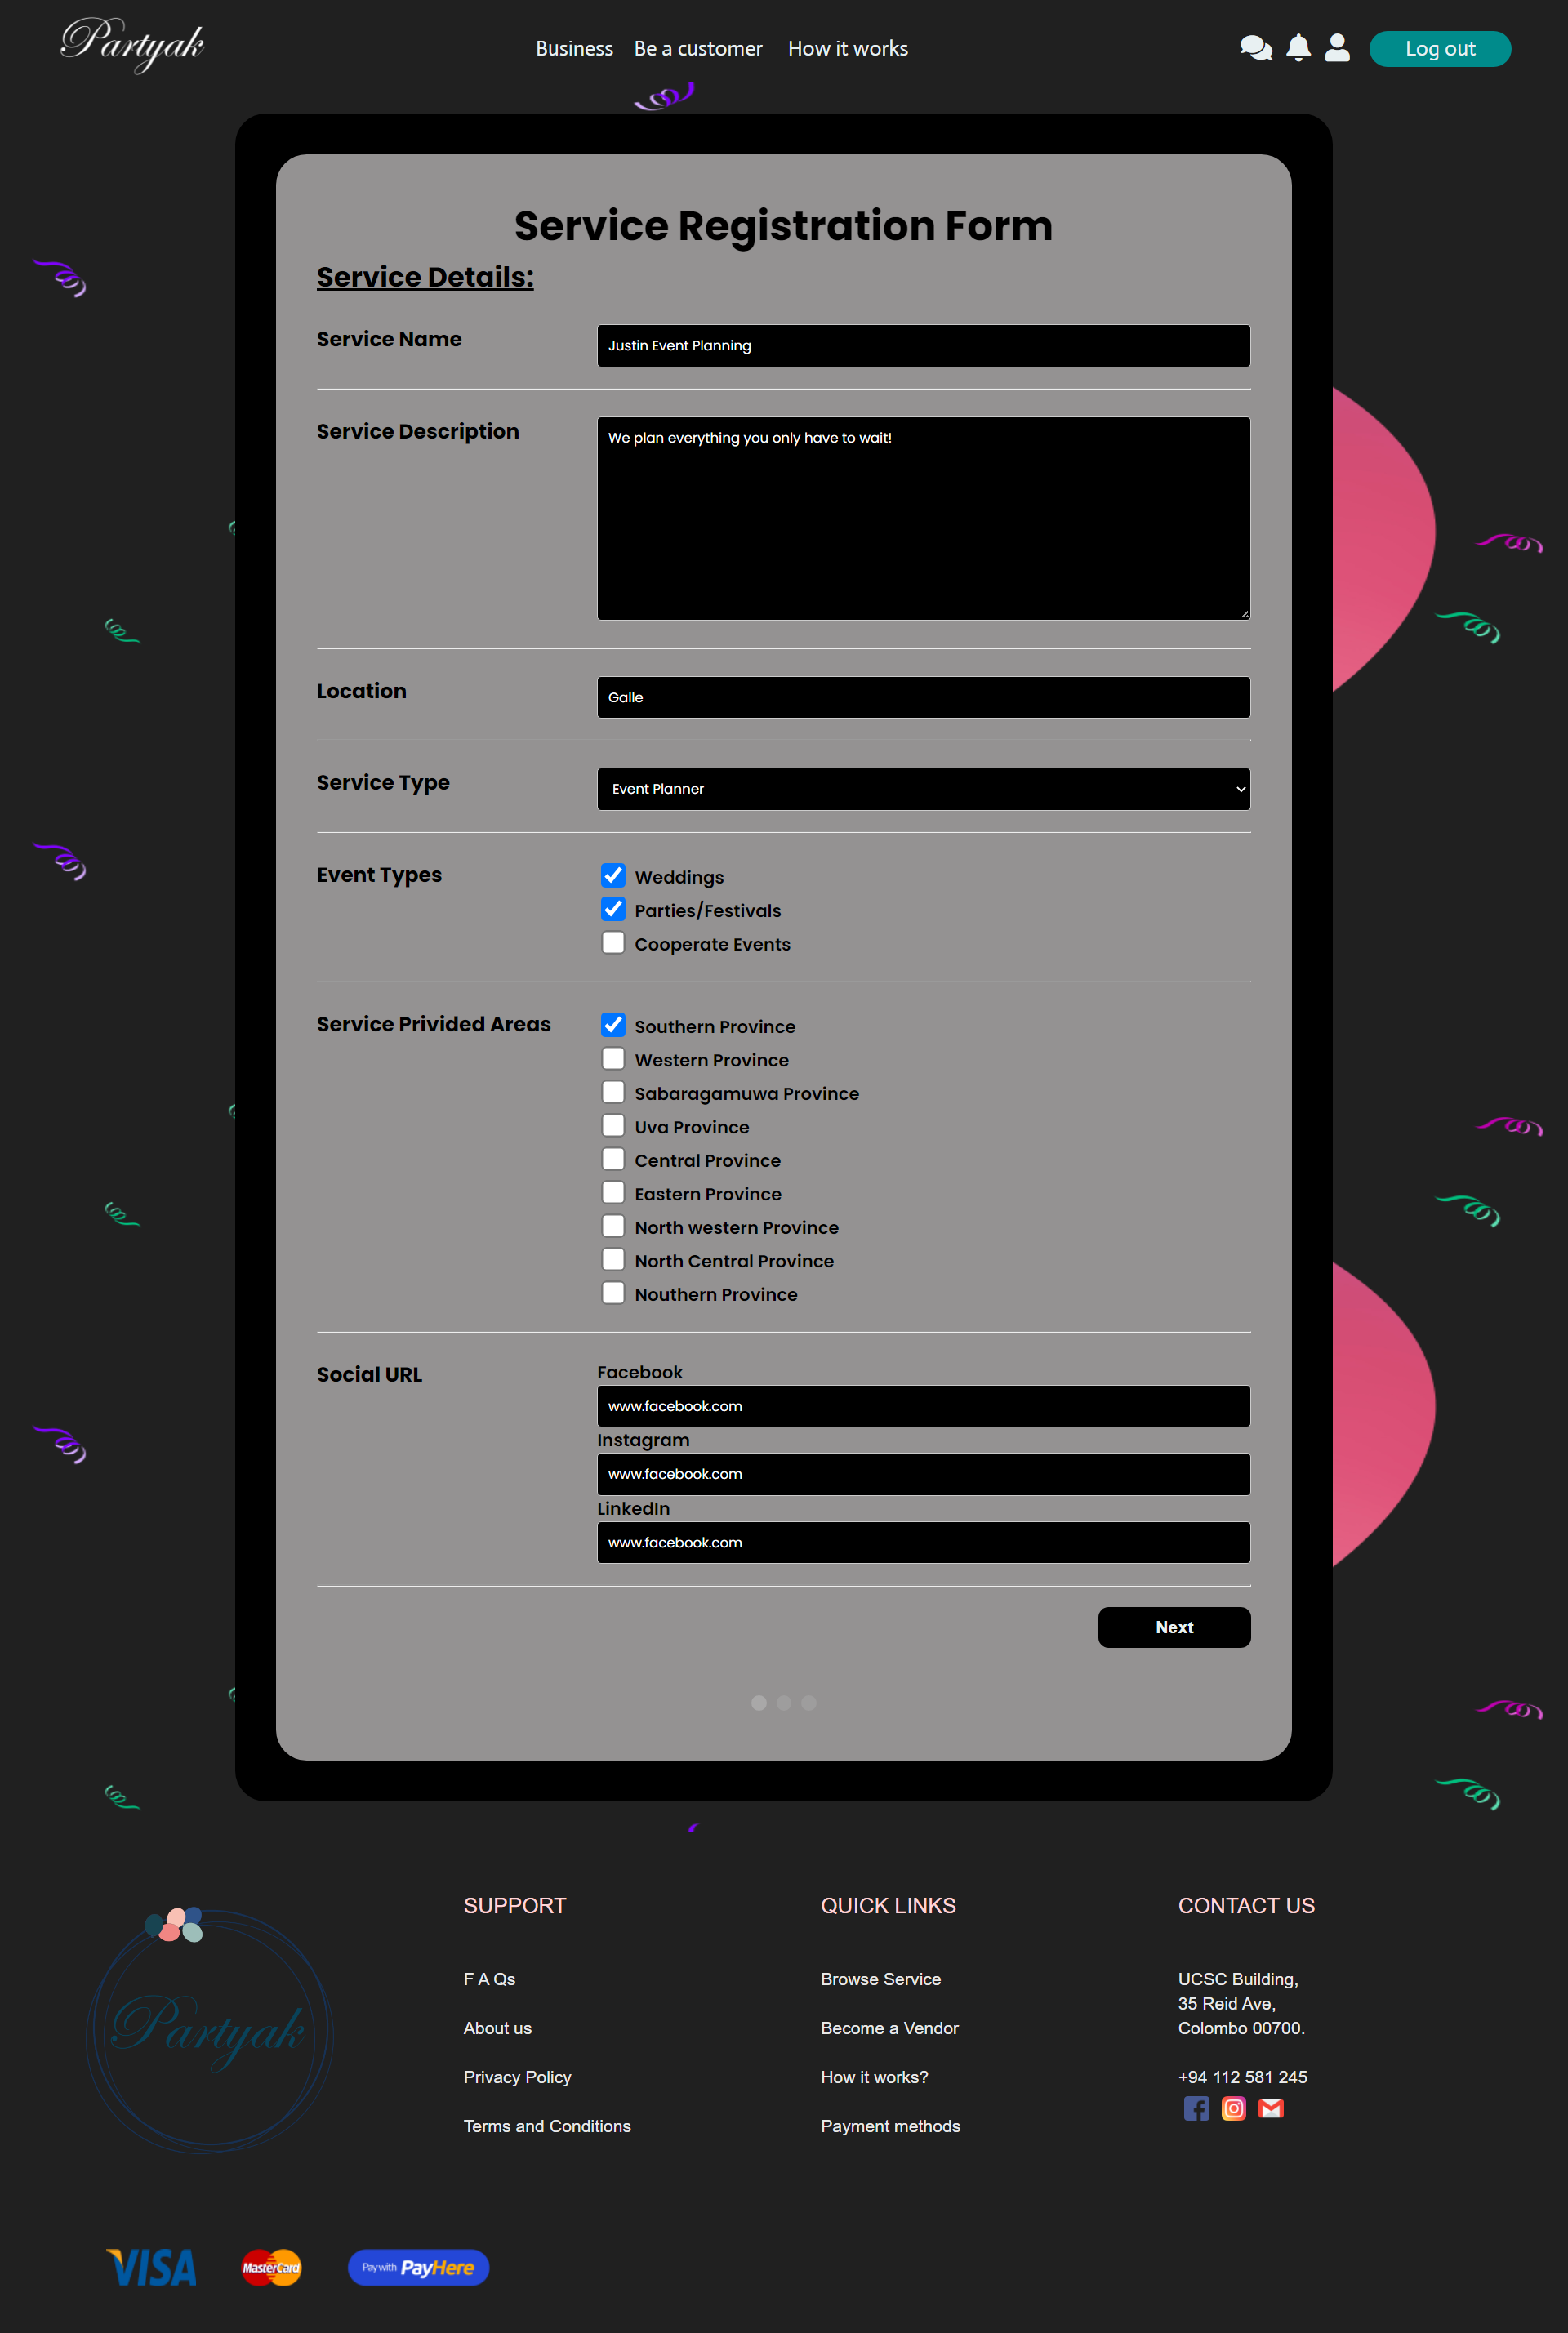 Partyak
Business Be a customer How it works
Log out
Service Registration Form
Service Details:
Service Name
Justin Event Planning
Service Description
We plan everything you only have to wait!
Location
Galle
Service Type
Event Planner
Event Types
Weddings
Parties/Festivals
Cooperate Events
Service Privided Areas
Southern Province
Western Province
Sabaragamuwa Province
Uva Province
Central Province
Eastern Province
North western Province
North Central Province
Nouthern Province
Social URL
Facebook
www.facebook.com
Instagram
www.facebook.com
LinkedIn
www.facebook.com
Next
Partyak
SUPPORT
F A Qs
About us
Privacy Policy
Terms and Conditions
QUICK LINKS
Browse Service
Become a Vendor
How it works?
Payment methods
CONTACT US
UCSC Building,
35 Reid Ave,
Colombo 00700.
+94 112 581 245
VISA
MasterCard
Pay with PayHere